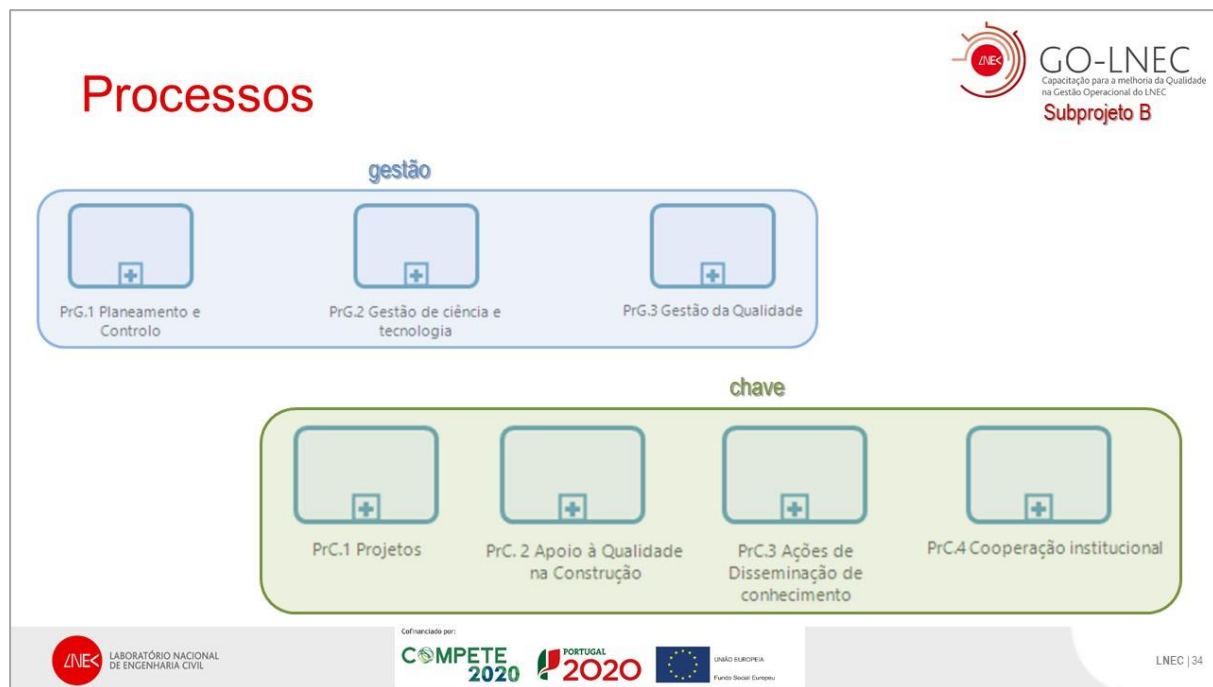 Processos
LNEC
GO-LNEC
Capacitação para a melhoria da Qualidade
na Gestão Operacional do LNEC
Subprojeto B
gestão
PrG.1 Planeamento e
Controlo
PrG.2 Gestão de ciência e
tecnologia
PrG.3 Gestão da Qualidade
chave
PrC.1 Projetos
PrC. 2 Apoio à Qualidade
na Construção
PrC.3 Ações de
Disseminação de
conhecimento
PrC.4 Cooperação institucional
LNEC
LABORATÓRIO NACIONAL
DE ENGENHARIA CIVIL
Cofinanciado por:
COMPETE
2020
PORTUGAL
2020
UNIÃO EUROPEIA
Fundo Social Europeu
LNEC | 34